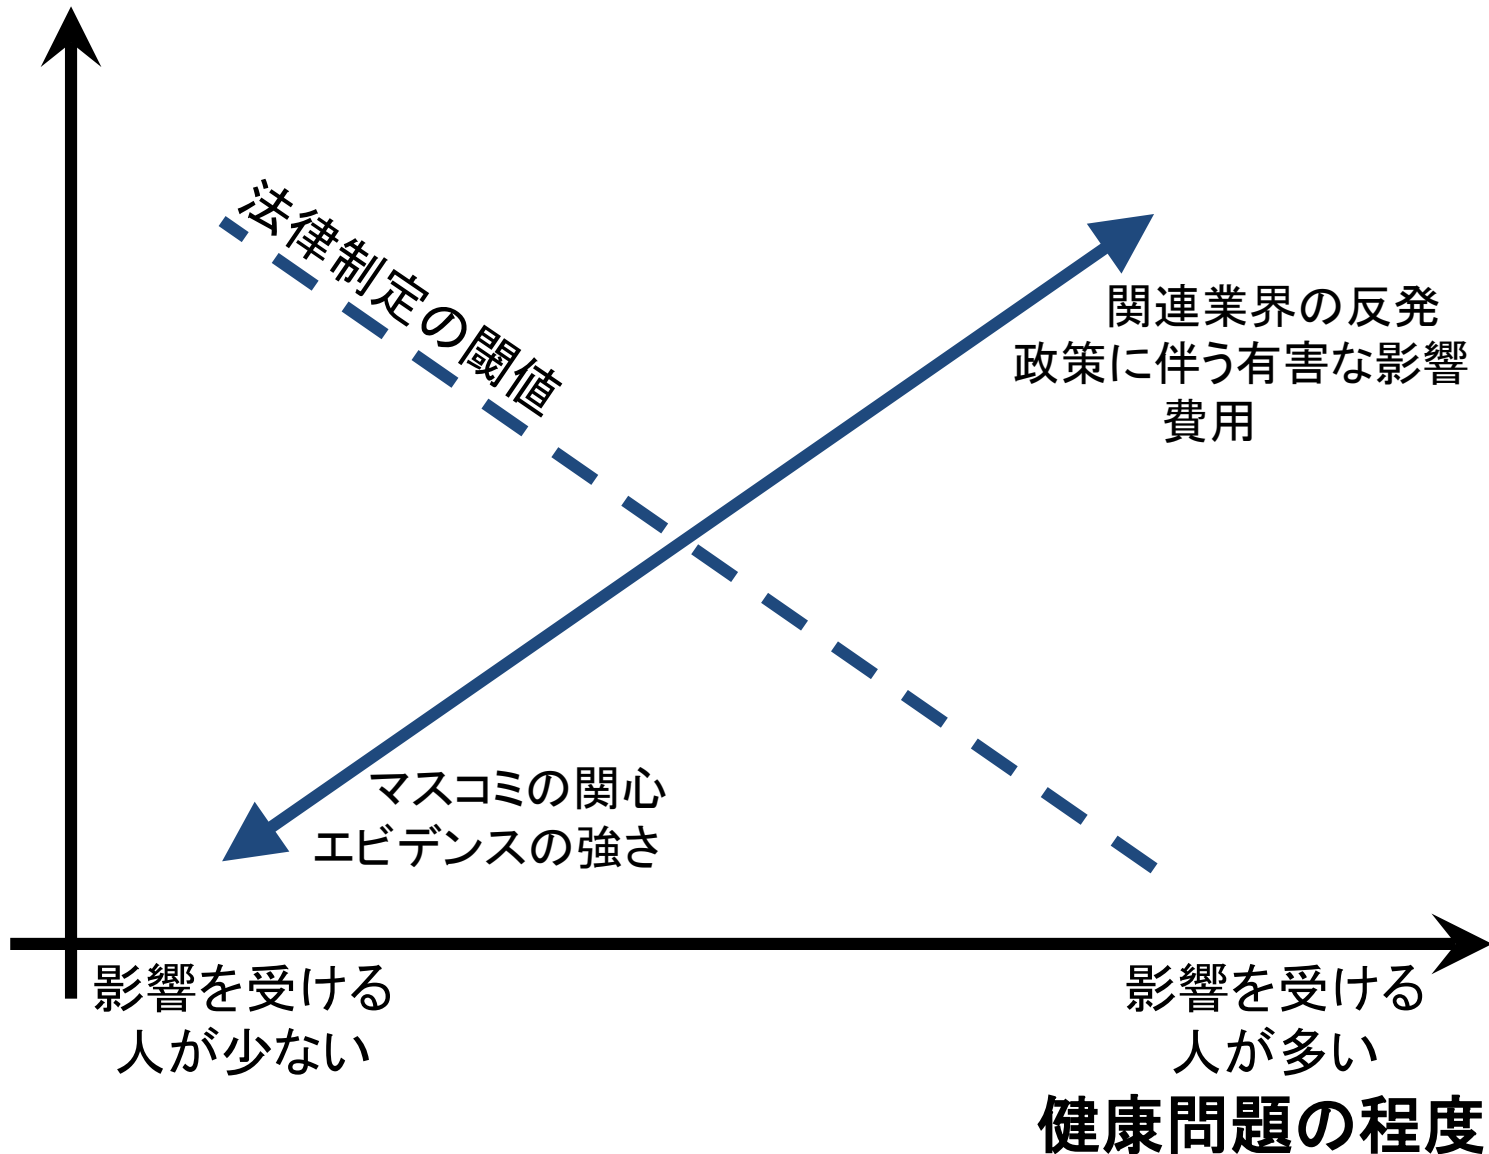 法律制定の閾値
関連業界の反発
政策に伴う有害な影響
費用
マスコミの関心
エビデンスの強さ
影響を受ける
人が少ない
影響を受ける
人が多い
健康問題の程度